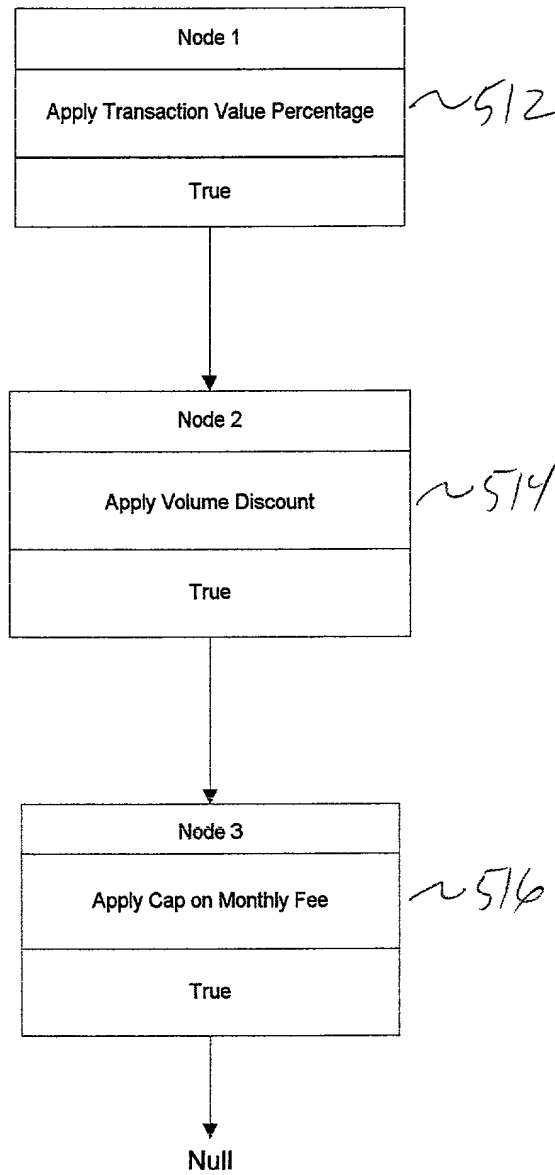 Node 1
Apply Transaction Value Percentage
~512
True
Node 2
Apply Volume Discount
~514
True
Node 3
Apply Cap on Monthly Fee
~516
True
Null